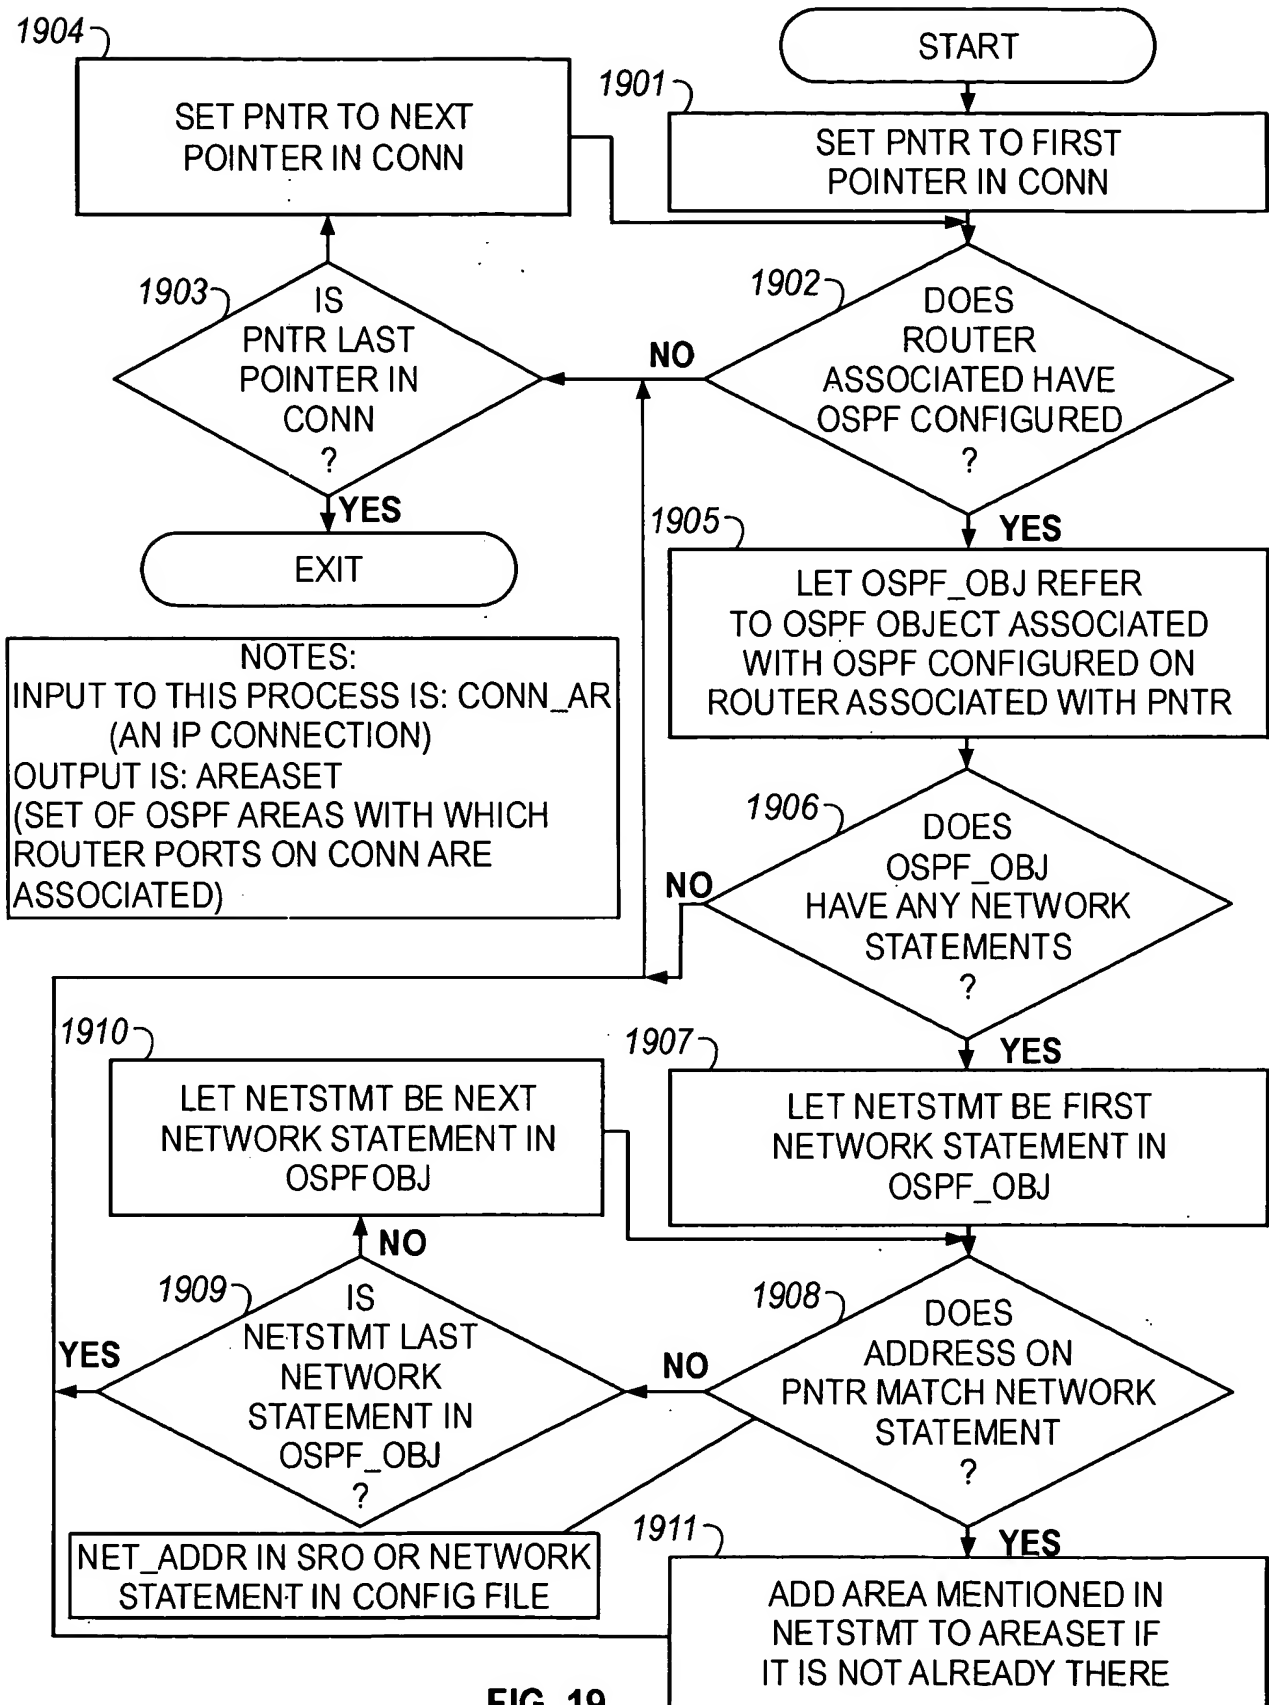 START
1901
SET PNTR TO FIRST
POINTER IN CONN
1904
SET PNTR TO NEXT
POINTER IN CONN
1902
DOES
ROUTER
ASSOCIATED HAVE
OSPF CONFIGURED
?
NO
YES
1903
IS
PNTR LAST
POINTER IN
CONN
?
YES
EXIT
1905
LET OSPF_OBJ REFER
TO OSPF OBJECT ASSOCIATED
WITH OSPF CONFIGURED ON
ROUTER ASSOCIATED WITH PNTR
NOTES:
INPUT TO THIS PROCESS IS: CONN_AR
(AN IP CONNECTION)
OUTPUT IS: AREASET
(SET OF OSPF AREAS WITH WHICH
ROUTER PORTS ON CONN ARE
ASSOCIATED)
1906
DOES
OSPF_OBJ
HAVE ANY NETWORK
STATEMENTS
?
NO
YES
1907
LET NETSTMT BE FIRST
NETWORK STATEMENT IN
OSPF_OBJ
1910
LET NETSTMT BE NEXT
NETWORK STATEMENT IN
OSPFOBJ
NO
1908
DOES
ADDRESS ON
PNTR MATCH NETWORK
STATEMENT
?
NO
YES
1909
IS
NETSTMT LAST
NETWORK
STATEMENT IN
OSPF_OBJ
?
YES
NET_ADDR IN SRO OR NETWORK
STATEMENT IN CONFIG FILE
1911
ADD AREA MENTIONED IN
NETSTMT TO AREASET IF
IT IS NOT ALREADY THERE
FIG. 19